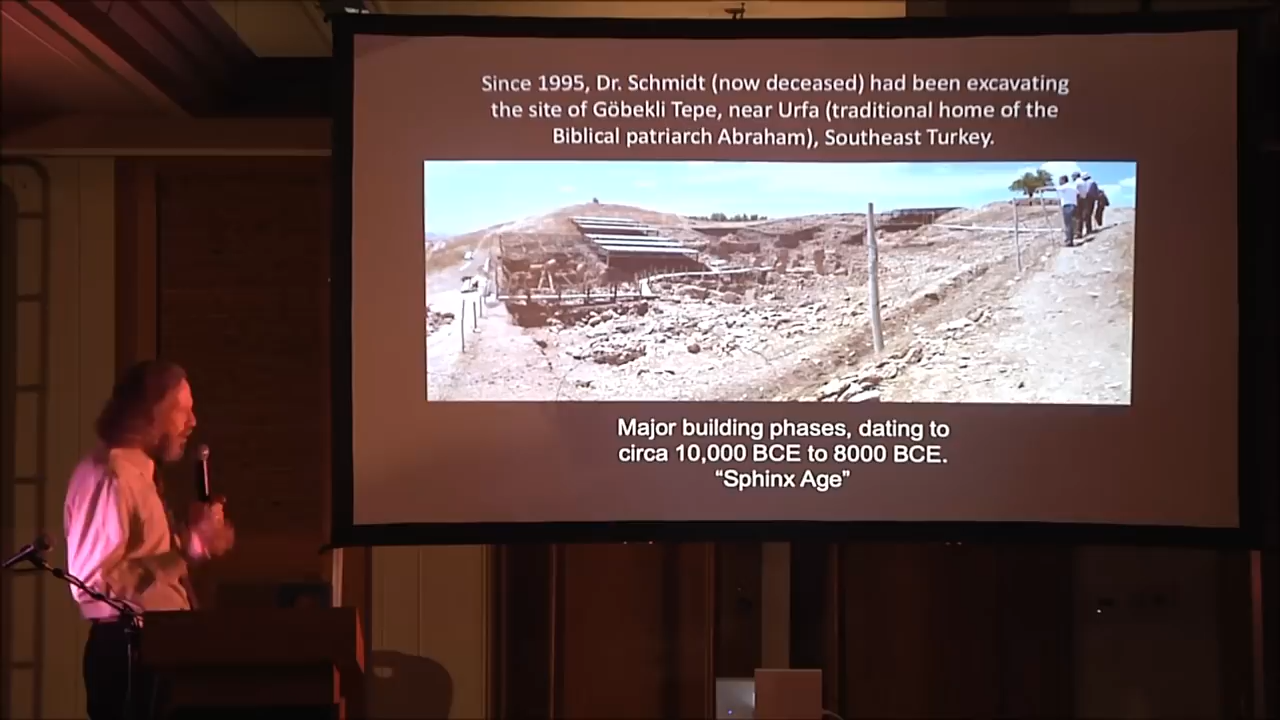 Since 1995, Dr. Schmidt (now deceased) had been excavating
the site of Göbekli Tepe, near Urfa (traditional home of the
Biblical patriarch Abraham), Southeast Turkey.
Major building phases, dating to
circa 10,000 BCE to 8000 BCE.
“Sphinx Age”